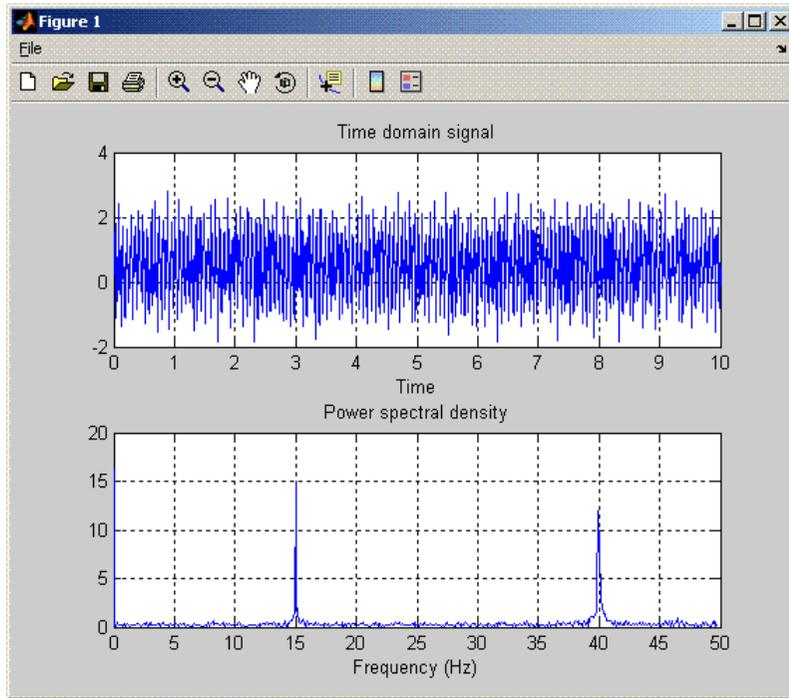 Figure 1
File
Time domain signal
4
2
0
-2
0 1 2 3 4 5 6 7 8 9 10
Time
Power spectral density
20
15
10
5
0
0 5 10 15 20 25 30 35 40 45 50
Frequency (Hz)